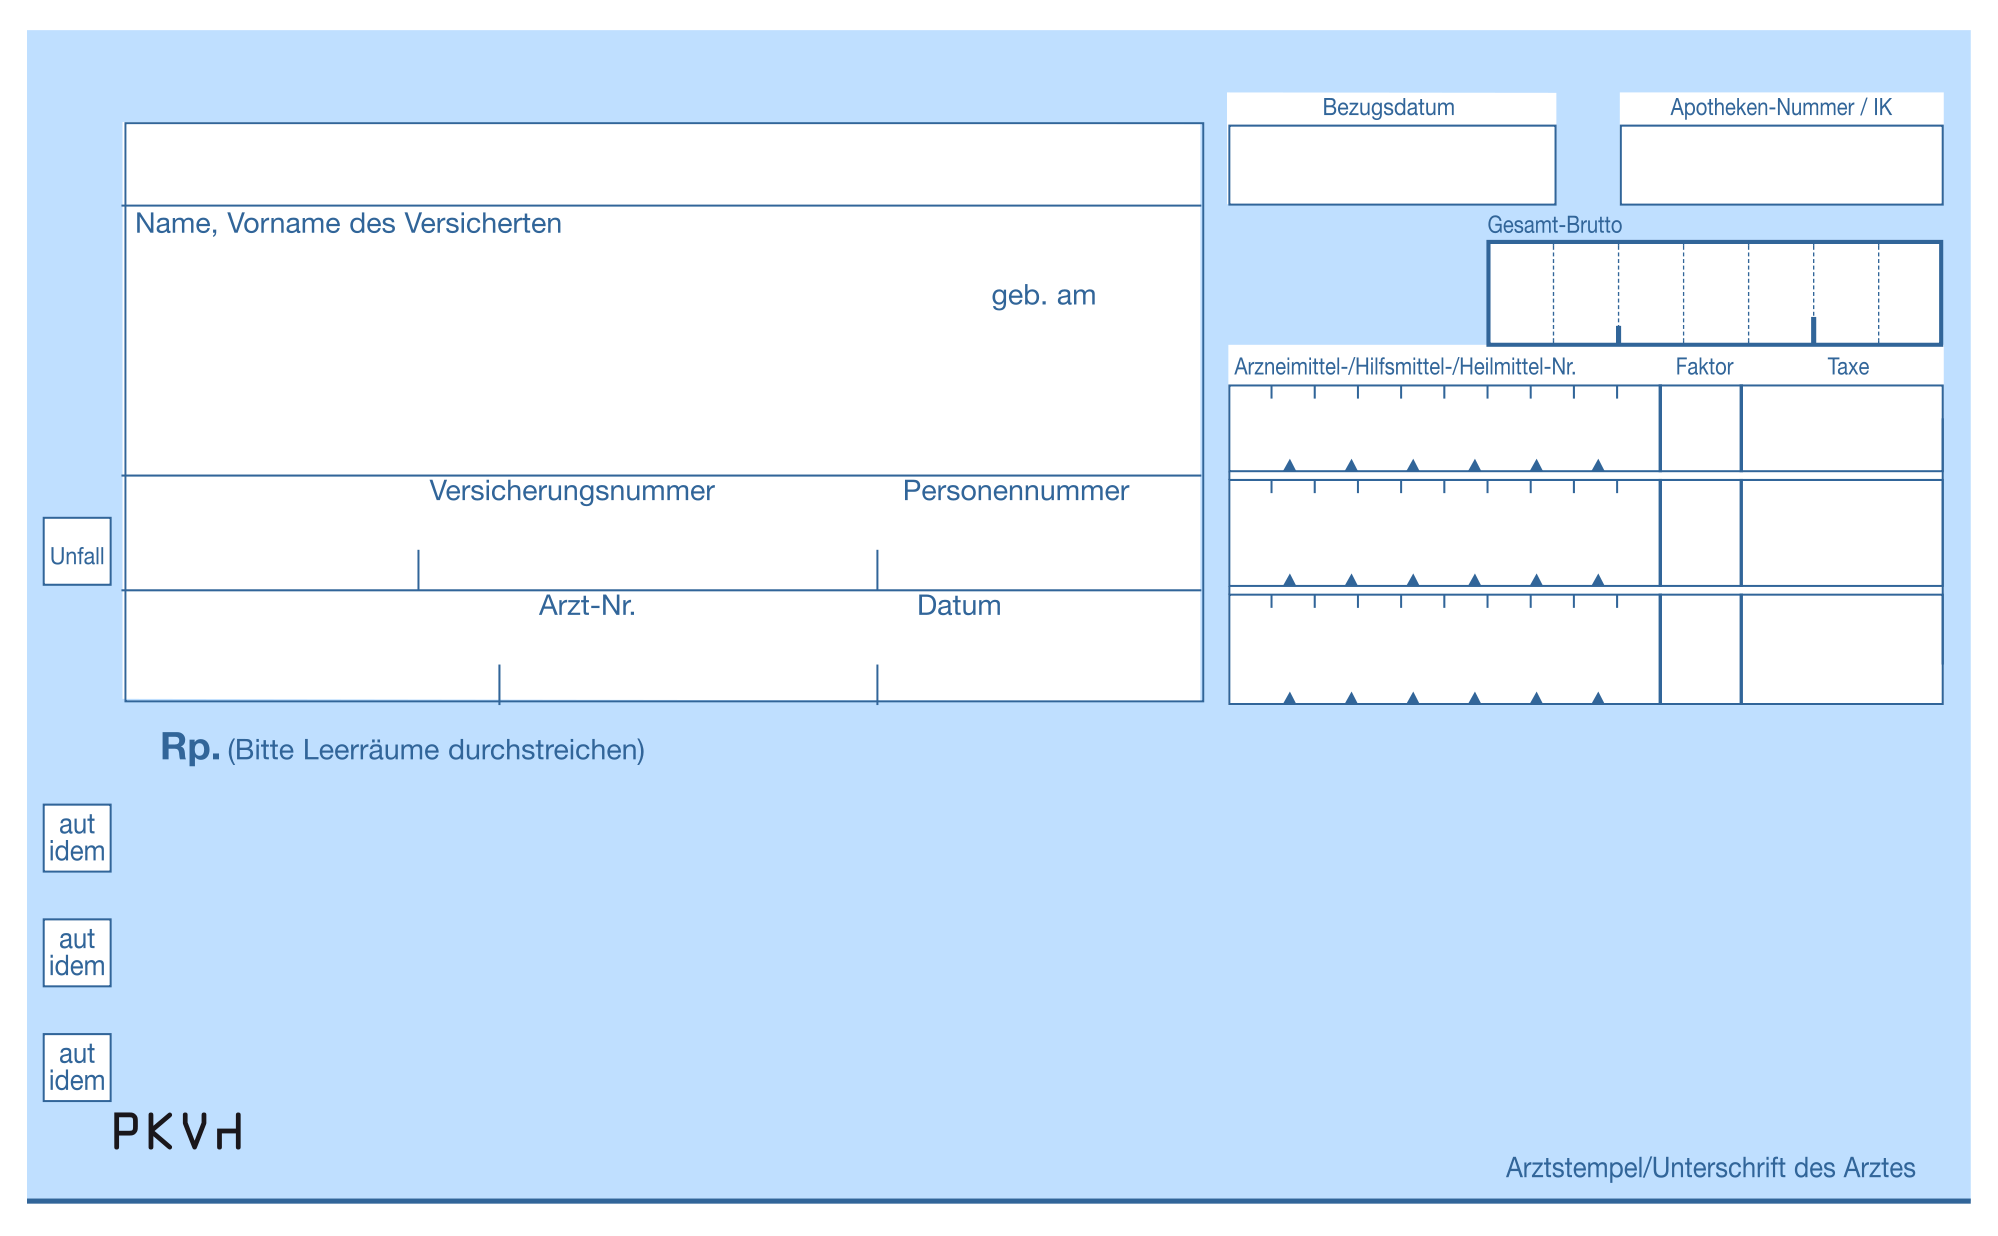 Bezugsdatum
Apotheken-Nummer / IK
Name, Vorname des Versicherten
Gesamt-Brutto
geb. am
Arzneimittel-/Hilfsmittel-/Heilmittel-Nr.
Faktor
Taxe
Versicherungsnummer
Personennummer
Unfall
Arzt-Nr.
Datum
Rp. (Bitte Leerräume durchstreichen)
aut
idem
aut
idem
aut
idem
PKV
Arztstempel/Unterschrift des Arztes